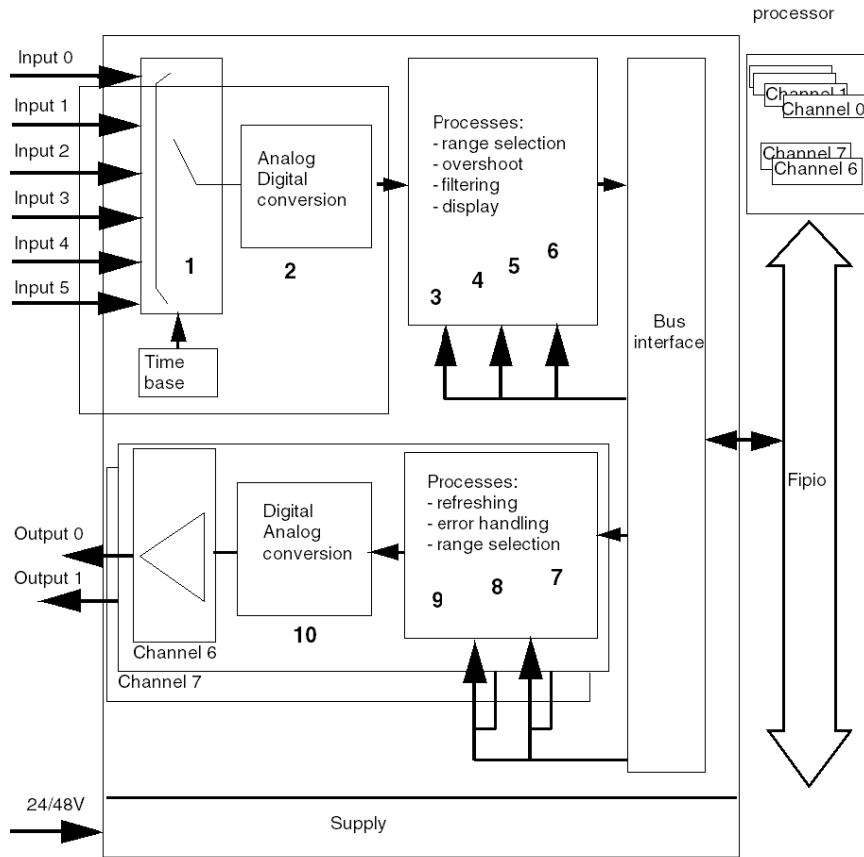 processor
Input 0
Input 1
Input 2
Input 3
Input 4
Input 5
1
Time
base
Analog
Digital
conversion
2
Processes:
- range selection
- overshoot
- filtering
- display
3
4
5
6
Bus
interface
Channel 1
Channel 0
Channel 7
Channel 6
Fipio
Output 0
Output 1
Channel 6
Channel 7
Digital
Analog
conversion
10
Processes:
- refreshing
- error handling
- range selection
9
8
7
24/48V
Supply